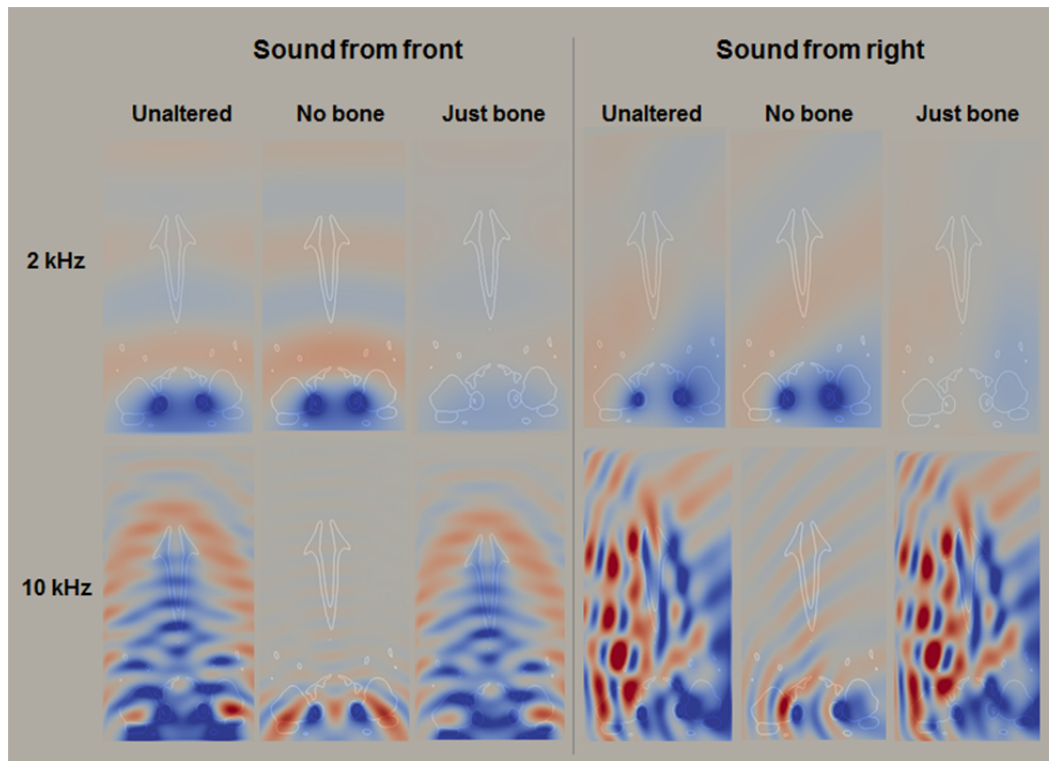 Sound from front
Sound from right
Unaltered
No bone
Just bone
Unaltered
No bone
Just bone
2 kHz
10 kHz